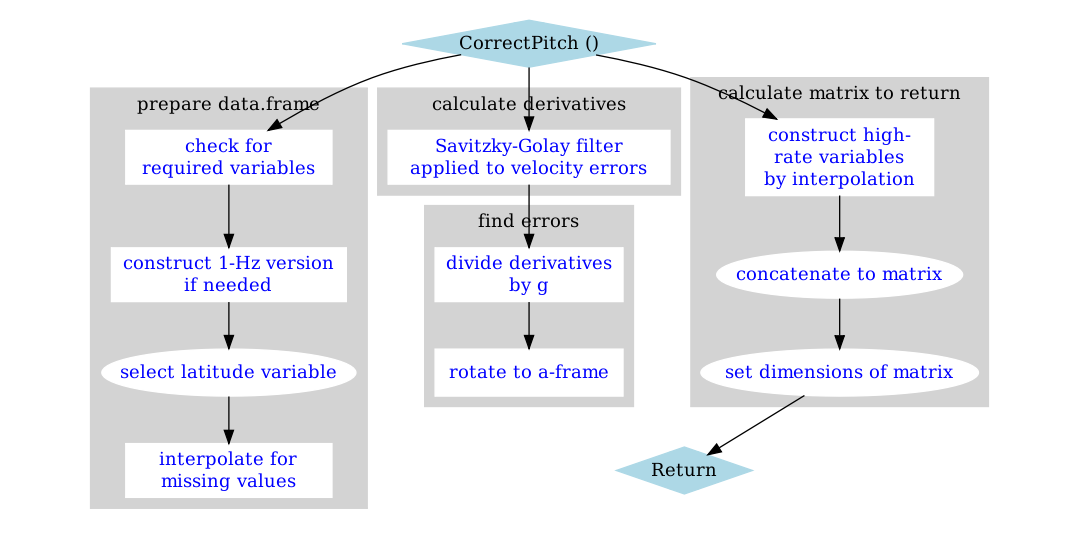 CorrectPitch ()
prepare data.frame
check for
required variables
construct 1-Hz version
if needed
select latitude variable
interpolate for
missing values
calculate derivatives
Savitzky-Golay filter
applied to velocity errors
find errors
divide derivatives
by g
rotate to a-frame
calculate matrix to return
construct high-
rate variables
by interpolation
concatenate to matrix
set dimensions of matrix
Return